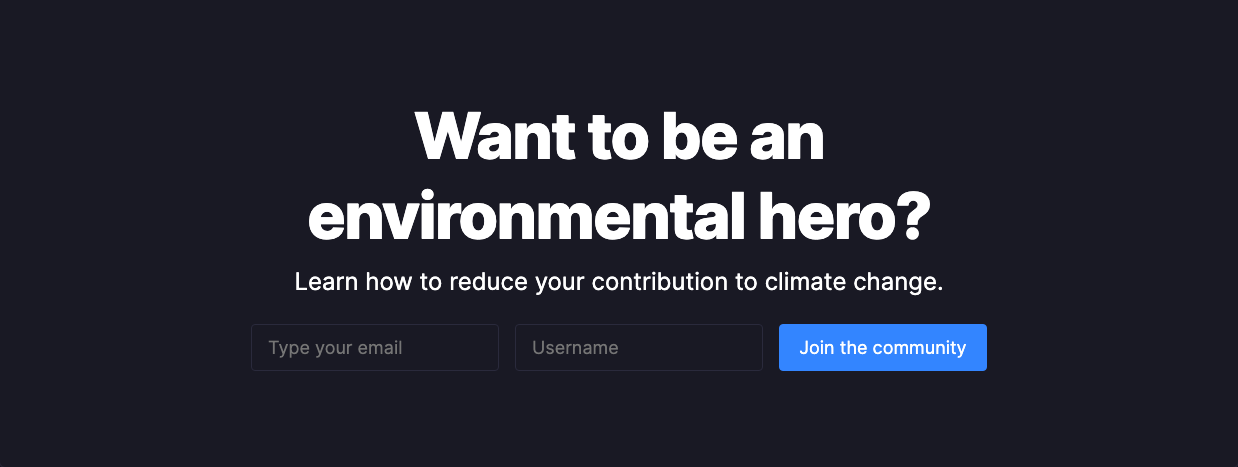 Want to be an
environmental hero?
Learn how to reduce your contribution to climate change.
Type your email Username Join the community